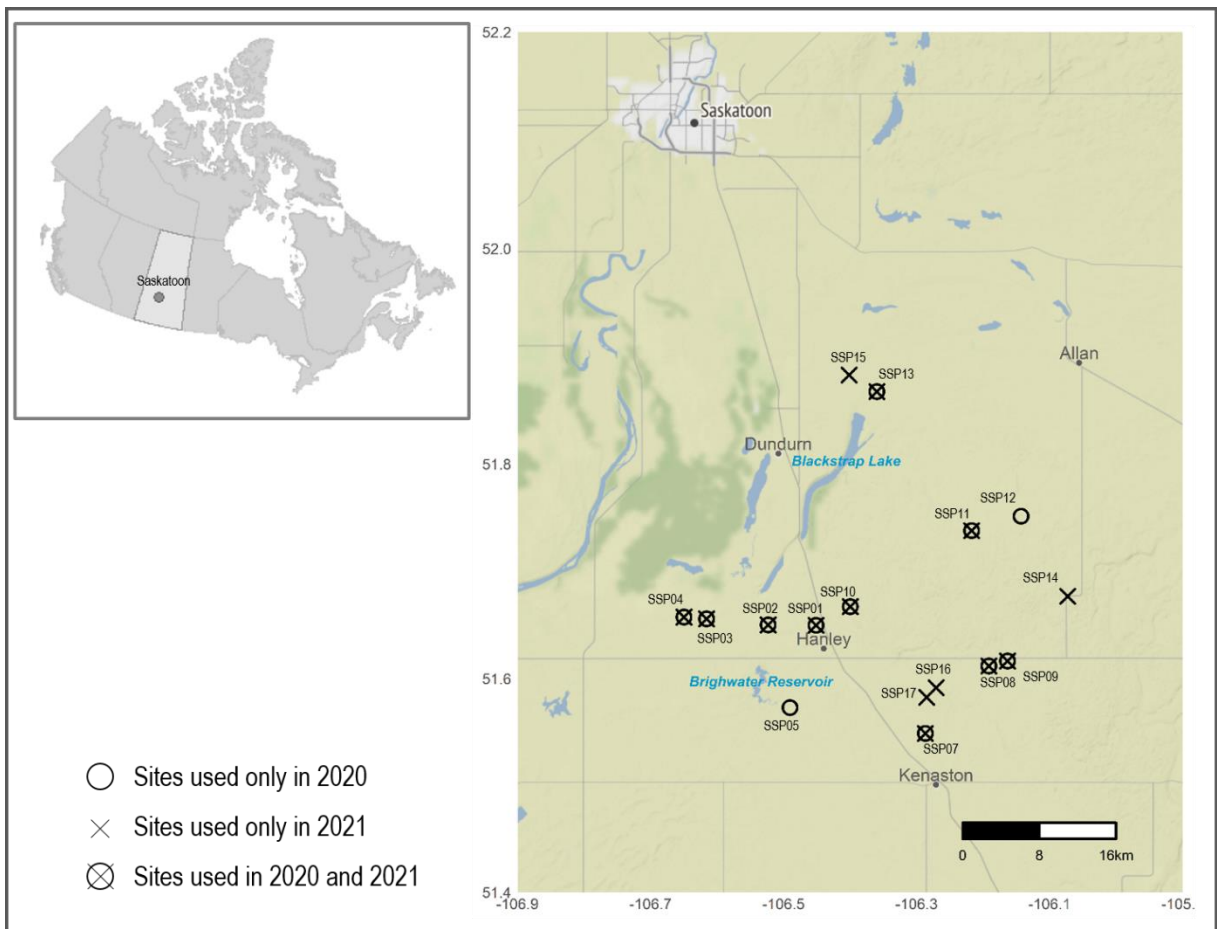 52.2
Saskatoon
Saskatoon
52.0
SSP15
Allan
SSP13
Dundurn
51.8
Blackstrap Lake
SSP12
SSP11
SSP14
SSP10
SSP04
SSP02
SSP01
SSP03
Hanley
SSP16
SSP08
SSP09
51.6
Brighwater Reservoir
SSP17
SSP05
SSP07
Kenaston
Sites used only in 2020
Sites used only in 2021
0 8 16km
Sites used in 2020 and 2021
51.4
-106.9 -106.7 -106.5 -106.3 -106.1 -105.